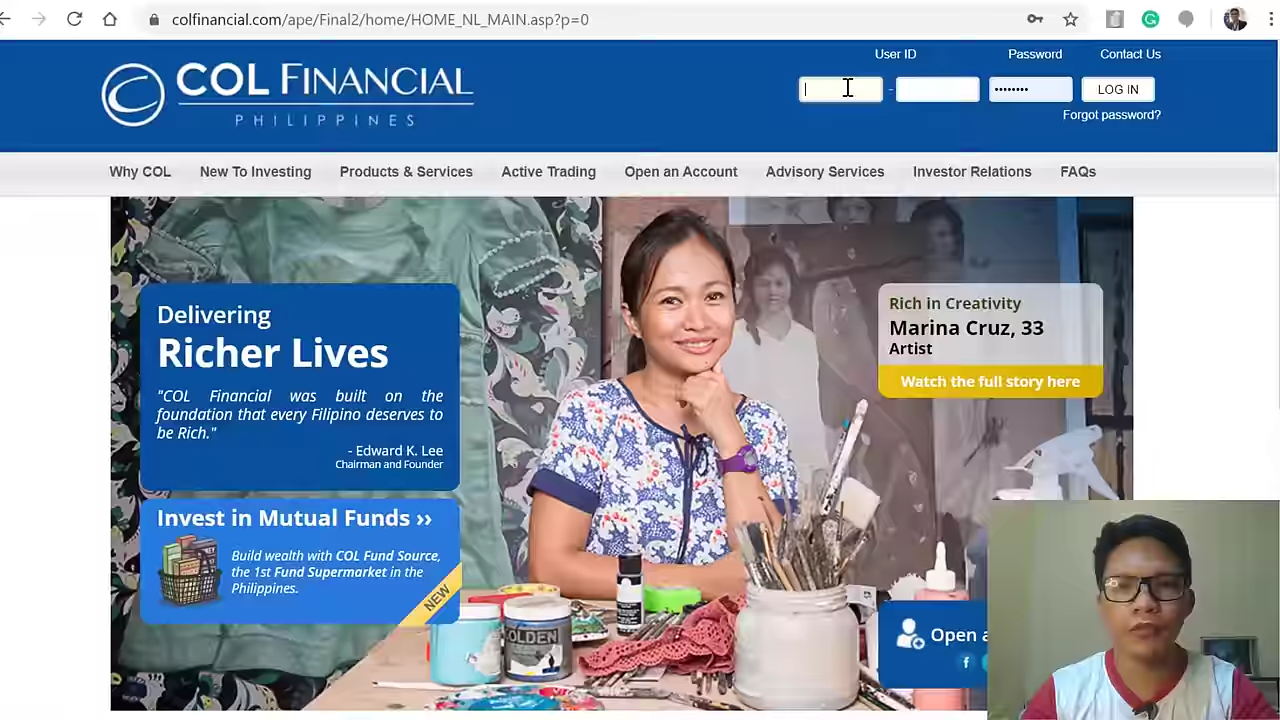 colfinancial.com/ape/Final2/home/HOME_NL_MAIN.asp?p=0
User ID
Password
Contact Us
COL FINANCIAL
PHILIPPINES
-
••••••••
LOG IN
Forgot password?
Why COL
New To Investing
Products & Services
Active Trading
Open an Account
Advisory Services
Investor Relations
FAQs
Delivering
Richer Lives
"COL Financial was built on the
foundation that every Filipino deserves to
be Rich."
- Edward K. Lee
Chairman and Founder
Invest in Mutual Funds ››
Build wealth with COL Fund Source,
the 1st Fund Supermarket in the
Philippines.
NEW
Rich in Creativity
Marina Cruz, 33
Artist
Watch the full story here
GOLDEN
Open a
f